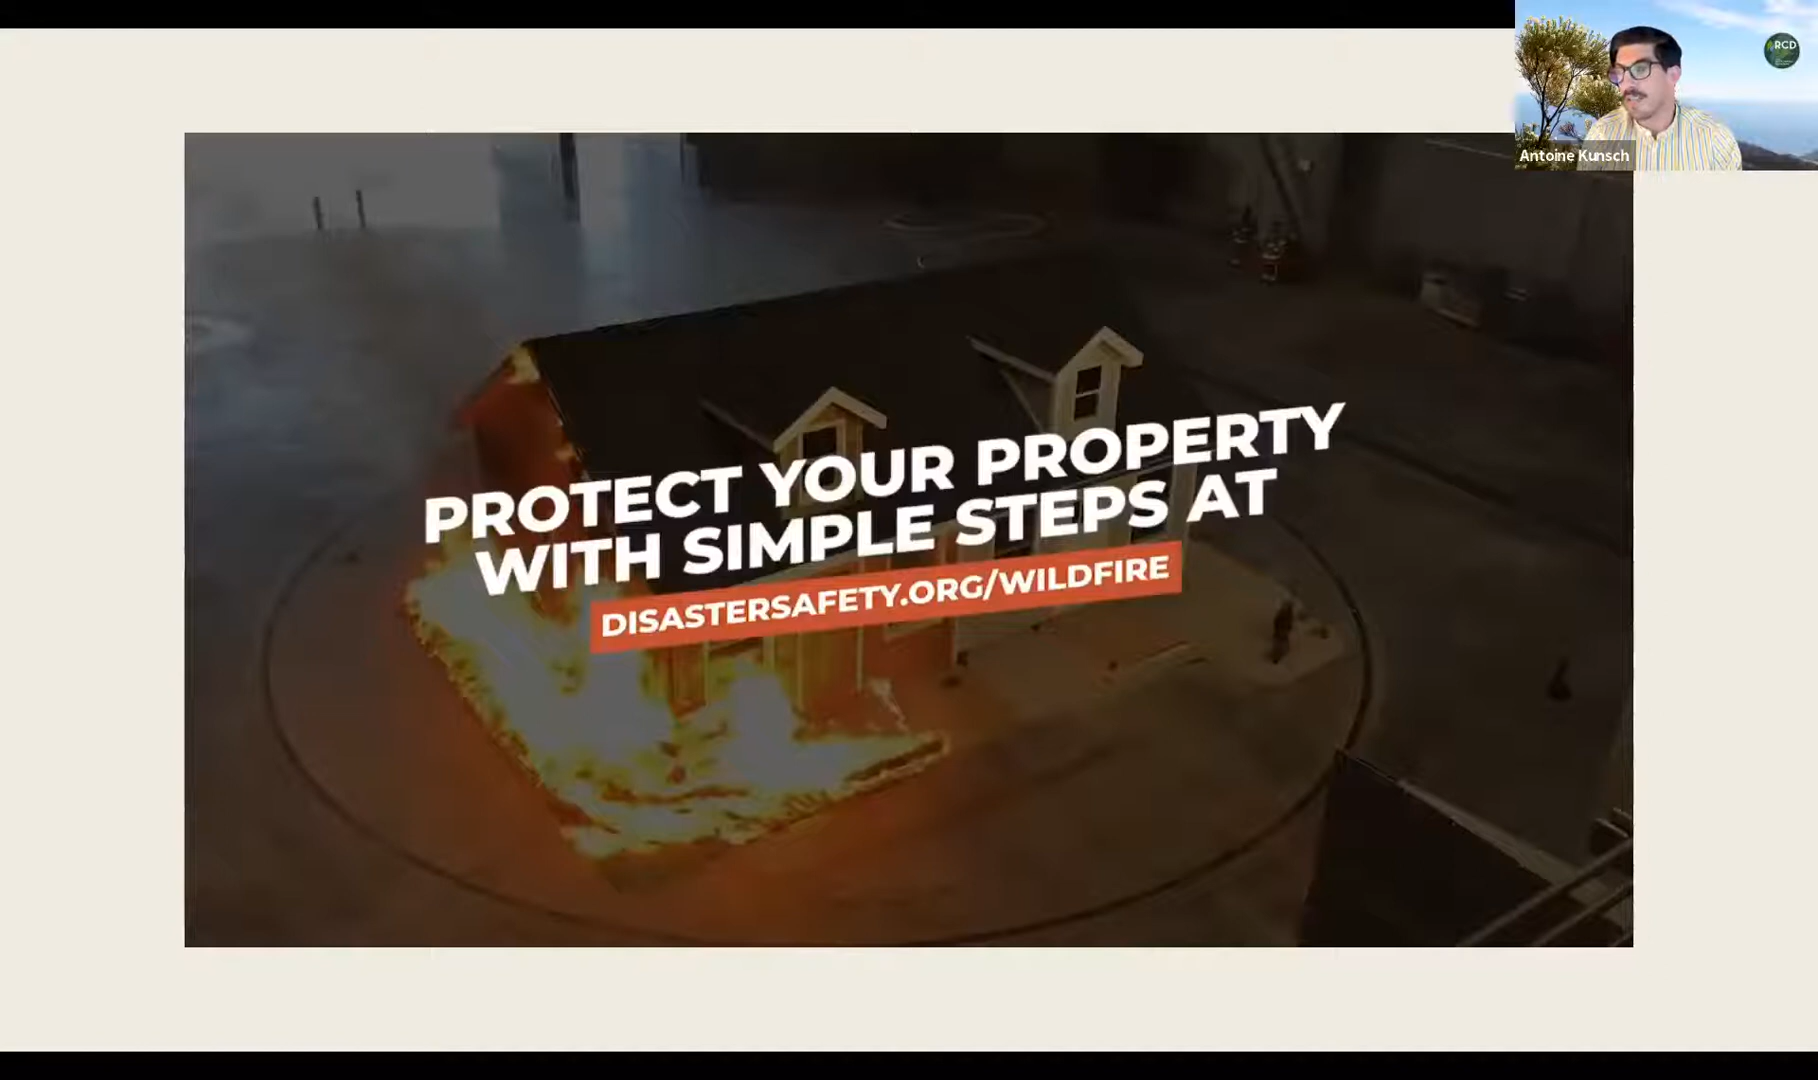 RCD
Antoine Kunsch
PROTECT YOUR PROPERTY
WITH SIMPLE STEPS AT
DISASTERSAFETY.ORG/WILDFIRE